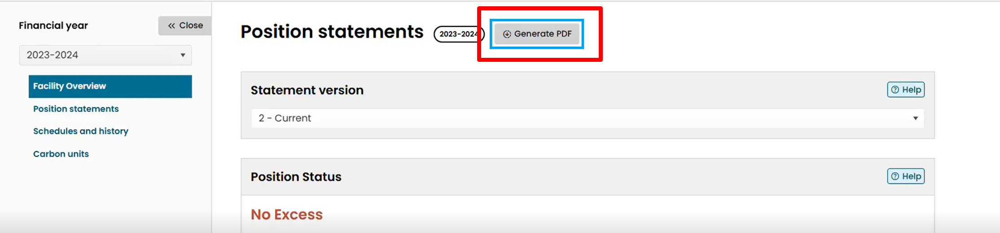 Financial year
« Close
2023-2024
Facility Overview
Position statements
Schedules and history
Carbon units
Position statements
2023-2024
Generate PDF
Statement version
Help
2 - Current
Position Status
Help
No Excess